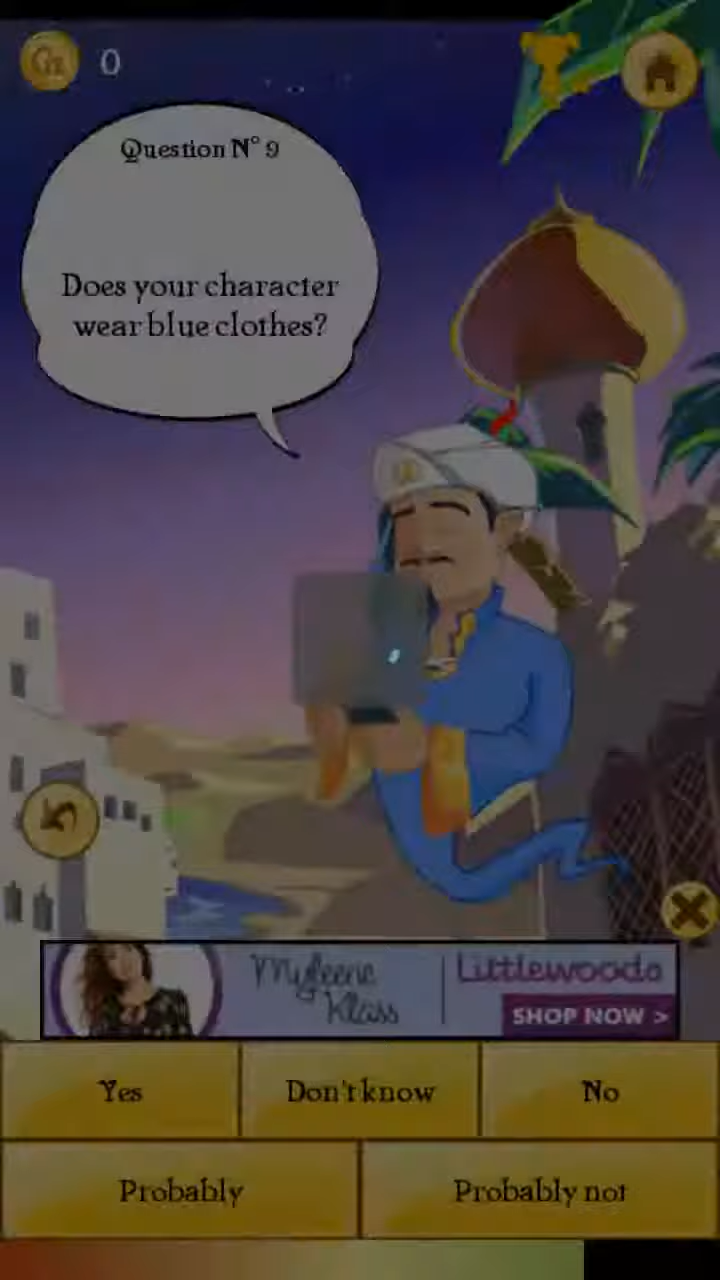 Gz 0
Question N° 9
Does your character
wear blue clothes?
Myleene
Klass
Littlewoods
SHOP NOW >
Yes
Don't know
No
Probably
Probably not